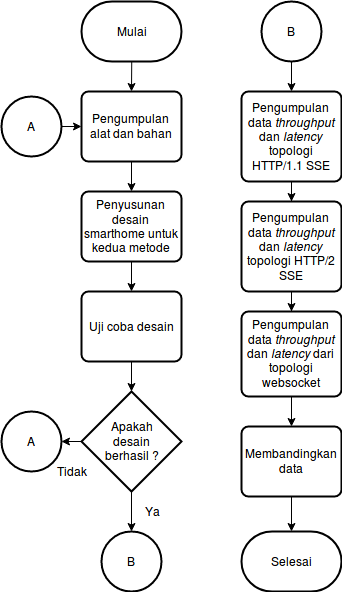 Mulai
A
Pengumpulan
alat dan bahan
Penyusunan
desain
smarthome untuk
kedua metode
Uji coba desain
Apakah
desain
berhasil ?
A
Tidak
Ya
B
B
Pengumpulan
data throughput
dan latency
topologi
HTTP/1.1 SSE
Pengumpulan
data throughput
dan latency
topologi HTTP/2
SSE
Pengumpulan
data throughput
dan latency dari
topologi
websocket
Membandingkan
data
Selesai